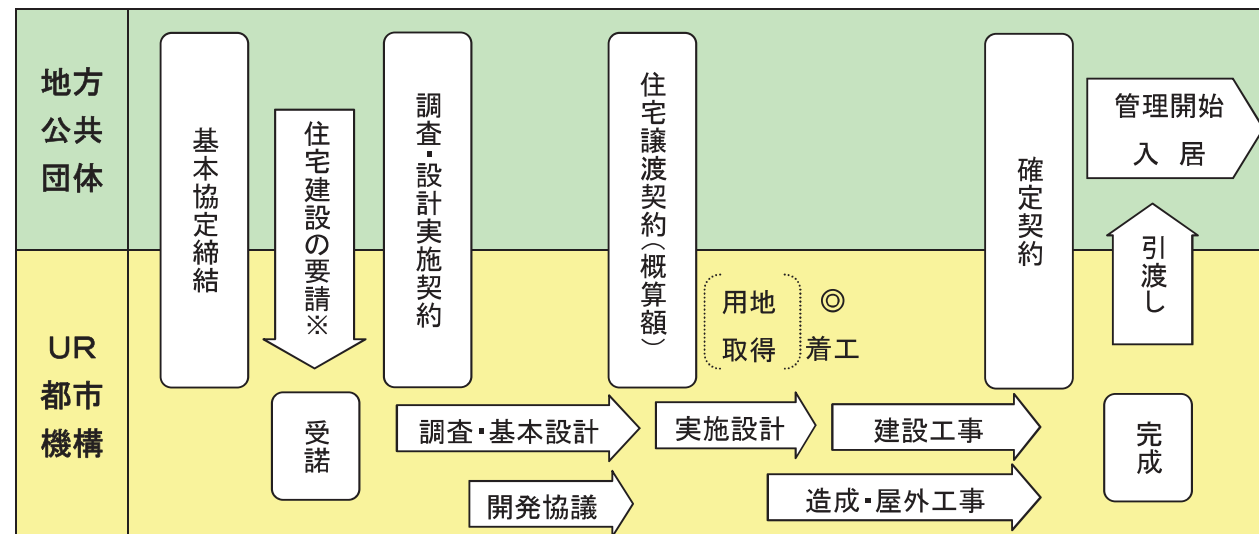 地方
公共
団体
基本協定締結
住宅建設の要請※
調査・設計実施契約
住宅譲渡契約(概算額)
用地
取得
◎
着工
確定契約
管理開始
入居
引渡し
UR
都市
機構
受諾
調査・基本設計
開発協議
実施設計
建設工事
造成・屋外工事
完成